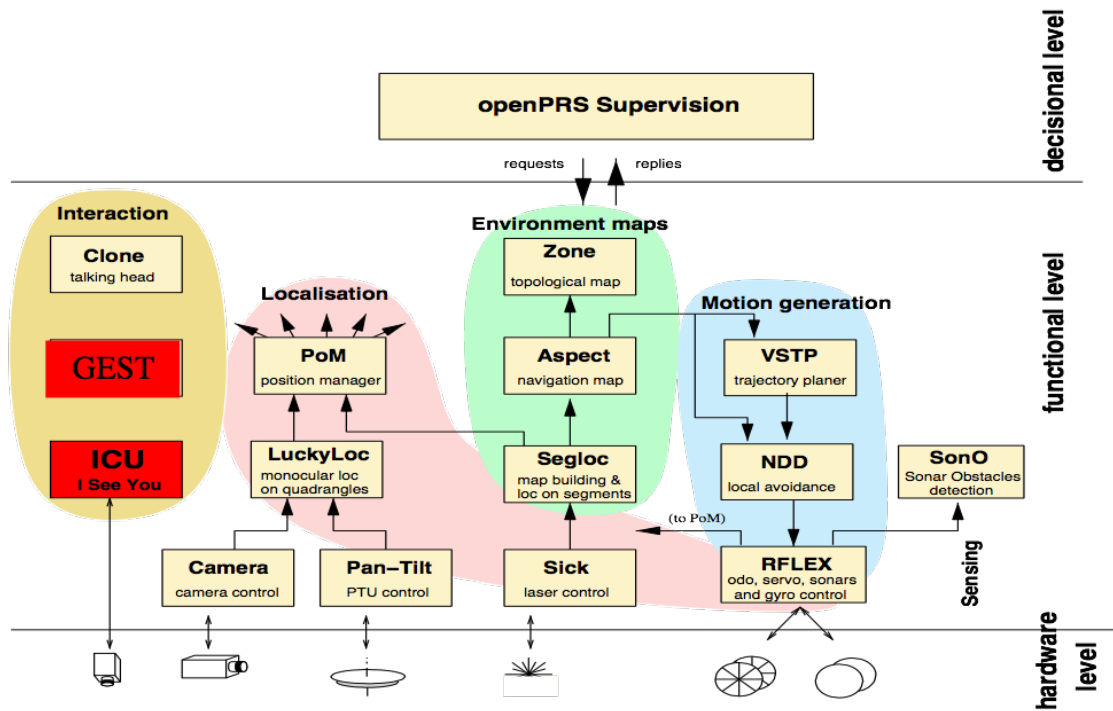 decisional level
openPRS Supervision
requests
replies
functional level
Interaction
Clone
talking head
GEST
ICU
I See You
Localisation
PoM
position manager
LuckyLoc
monocular loc
on quadrangles
Environment maps
Zone
topological map
Aspect
navigation map
Segloc
map building &
loc on segments
Motion generation
VSTP
trajectory planer
NDD
local avoidance
SonO
Sonar Obstacles
detection
(to PoM)
Camera
camera control
Pan-Tilt
PTU control
Sick
laser control
RFLEX
odo, servo, sonars
and gyro control
Sensing
hardware
level